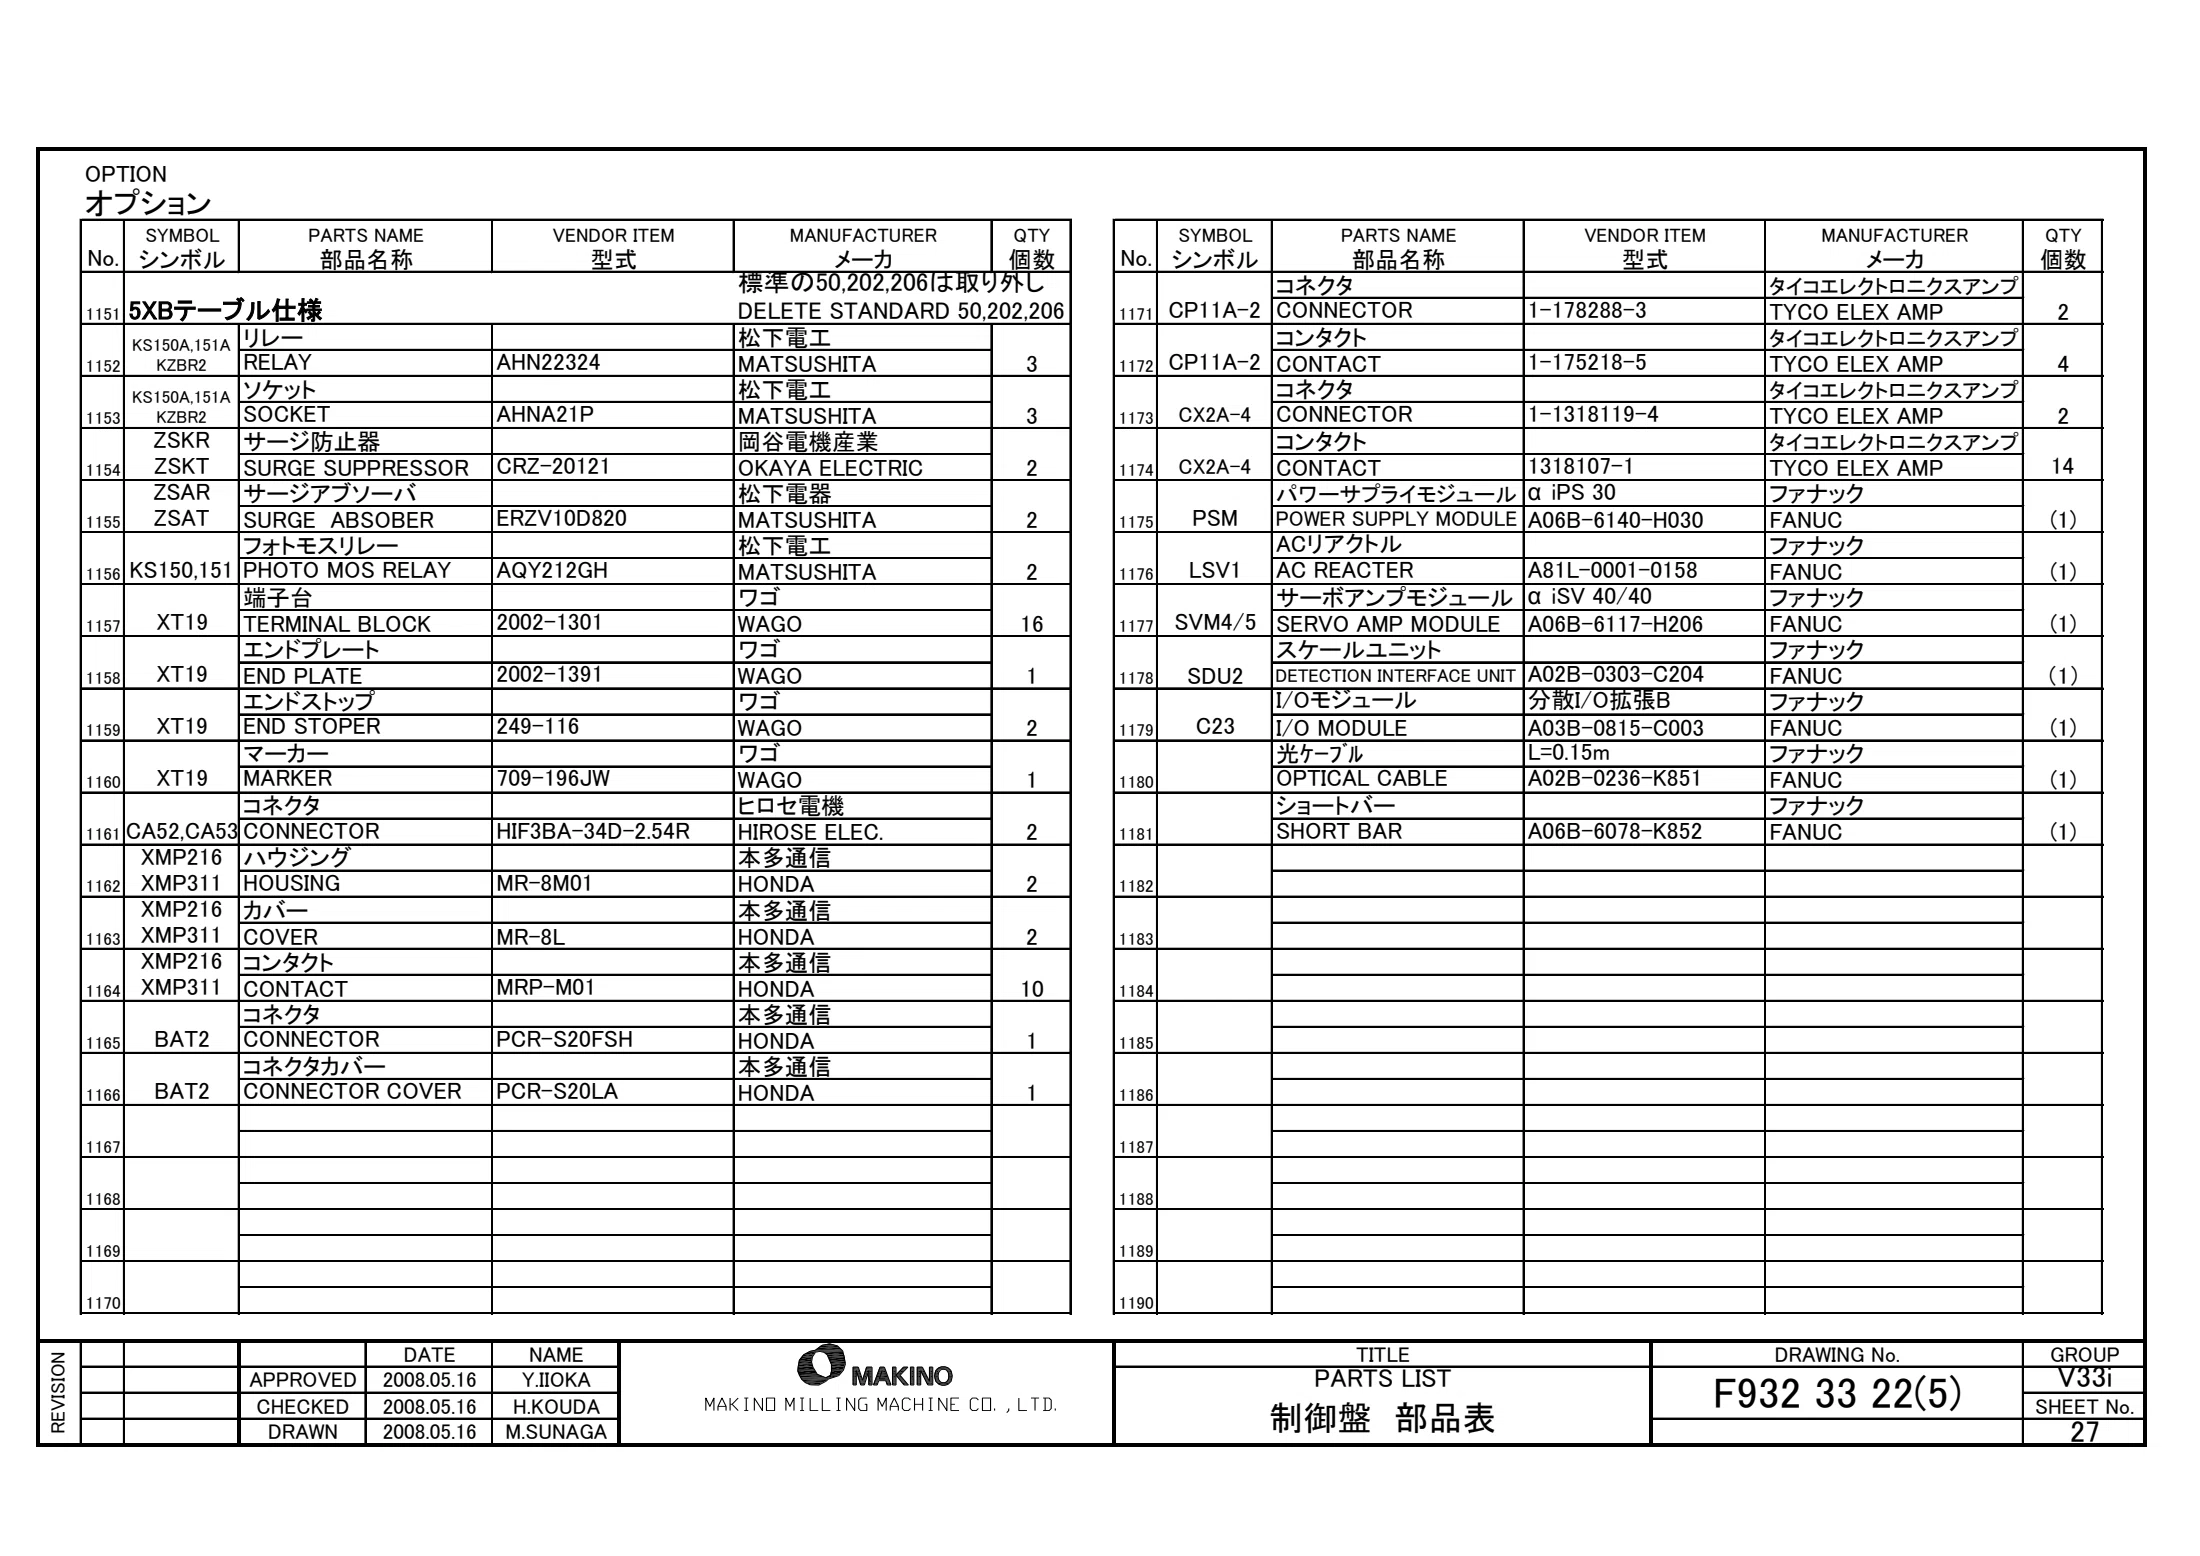 OPTION
オプション
No. SYMBOL シンボル PARTS NAME 部品名称 VENDOR ITEM 型式 MANUFACTURER メーカ QTY 個数
1151 5XBテーブル仕様 標準の50,202,206は取り外し
DELETE STANDARD 50,202,206
KS150A,151A リレー 松下電工
1152 KZBR2 RELAY AHN22324 MATSUSHITA 3
KS150A,151A ソケット 松下電工
1153 KZBR2 SOCKET AHNA21P MATSUSHITA 3
ZSKR サージ防止器 岡谷電機産業
1154 ZSKT SURGE SUPPRESSOR CRZ-20121 OKAYA ELECTRIC 2
ZSAR サージアブソーバ 松下電器
1155 ZSAT SURGE ABSOBER ERZV10D820 MATSUSHITA 2
フォトモスリレー 松下電工
1156 KS150,151 PHOTO MOS RELAY AQY212GH MATSUSHITA 2
端子台 ワゴ
1157 XT19 TERMINAL BLOCK 2002-1301 WAGO 16
エンドプレート ワゴ
1158 XT19 END PLATE 2002-1391 WAGO 1
エンドストップ ワゴ
1159 XT19 END STOPER 249-116 WAGO 2
マーカー ワゴ
1160 XT19 MARKER 709-196JW WAGO 1
コネクタ ヒロセ電機
1161 CA52,CA53 CONNECTOR HIF3BA-34D-2.54R HIROSE ELEC. 2
XMP216 ハウジング 本多通信
1162 XMP311 HOUSING MR-8M01 HONDA 2
XMP216 カバー 本多通信
1163 XMP311 COVER MR-8L HONDA 2
XMP216 コンタクト 本多通信
1164 XMP311 CONTACT MRP-M01 HONDA 10
コネクタ 本多通信
1165 BAT2 CONNECTOR PCR-S20FSH HONDA 1
コネクタカバー 本多通信
1166 BAT2 CONNECTOR COVER PCR-S20LA HONDA 1
1167
1168
1169
1170
No. SYMBOL シンボル PARTS NAME 部品名称 VENDOR ITEM 型式 MANUFACTURER メーカ QTY 個数
コネクタ タイコエレクトロニクスアンプ
1171 CP11A-2 CONNECTOR 1-178288-3 TYCO ELEX AMP 2
コンタクト タイコエレクトロニクスアンプ
1172 CP11A-2 CONTACT 1-175218-5 TYCO ELEX AMP 4
コネクタ タイコエレクトロニクスアンプ
1173 CX2A-4 CONNECTOR 1-1318119-4 TYCO ELEX AMP 2
コンタクト タイコエレクトロニクスアンプ
1174 CX2A-4 CONTACT 1318107-1 TYCO ELEX AMP 14
パワーサプライモジュール α iPS 30 ファナック
1175 PSM POWER SUPPLY MODULE A06B-6140-H030 FANUC (1)
ACリアクトル ファナック
1176 LSV1 AC REACTER A81L-0001-0158 FANUC (1)
サーボアンプモジュール α iSV 40/40 ファナック
1177 SVM4/5 SERVO AMP MODULE A06B-6117-H206 FANUC (1)
スケールユニット ファナック
1178 SDU2 DETECTION INTERFACE UNIT A02B-0303-C204 FANUC (1)
I/Oモジュール 分散I/O拡張B ファナック
1179 C23 I/O MODULE A03B-0815-C003 FANUC (1)
光ｹｰﾌﾞﾙ L=0.15m ファナック
1180 OPTICAL CABLE A02B-0236-K851 FANUC (1)
ショートバー ファナック
1181 SHORT BAR A06B-6078-K852 FANUC (1)
1182
1183
1184
1185
1186
1187
1188
1189
1190
REVISION
DATE NAME
APPROVED 2008.05.16 Y.IIOKA
CHECKED 2008.05.16 H.KOUDA
DRAWN 2008.05.16 M.SUNAGA
MAKINO
MAKINO MILLING MACHINE CO. ,LTD.
TITLE
PARTS LIST
制御盤 部品表
DRAWING No.
F932 33 22(5)
GROUP
V33i
SHEET No.
27